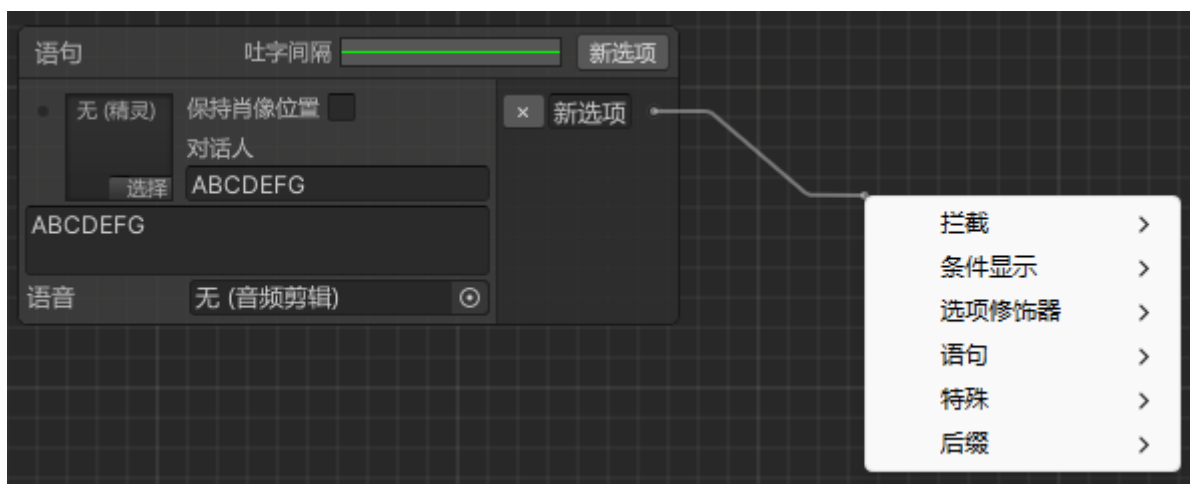 语句 吐字间隔 新选项
无 (精灵) 保持肖像位置 × 新选项
对话人
选择 ABCDEFG
ABCDEFG
语音 无 (音频剪辑)
拦截
条件显示
选项修饰器
语句
特殊
后缀